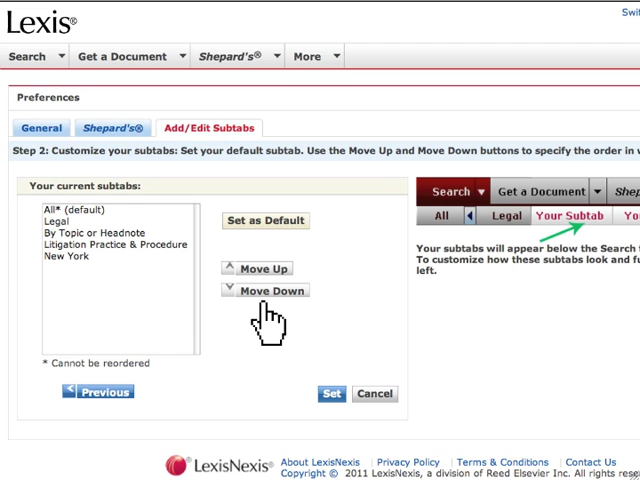 Lexis®
Search Get a Document Shepard's® More
Preferences
General Shepard's® Add/Edit Subtabs
Step 2: Customize your subtabs: Set your default subtab. Use the Move Up and Move Down buttons to specify the order in
Your current subtabs:
All* (default)
Legal
By Topic or Headnote
Litigation Practice & Procedure
New York
Set as Default
Move Up
Move Down
* Cannot be reordered
Previous
Set Cancel
Search Get a Document
All Legal Your Subtab
Your subtabs will appear below the Search
To customize how these subtabs look and
left.
LexisNexis®
About LexisNexis | Privacy Policy | Terms & Conditions | Contact Us
Copyright © 2011 LexisNexis, a division of Reed Elsevier Inc. All rights